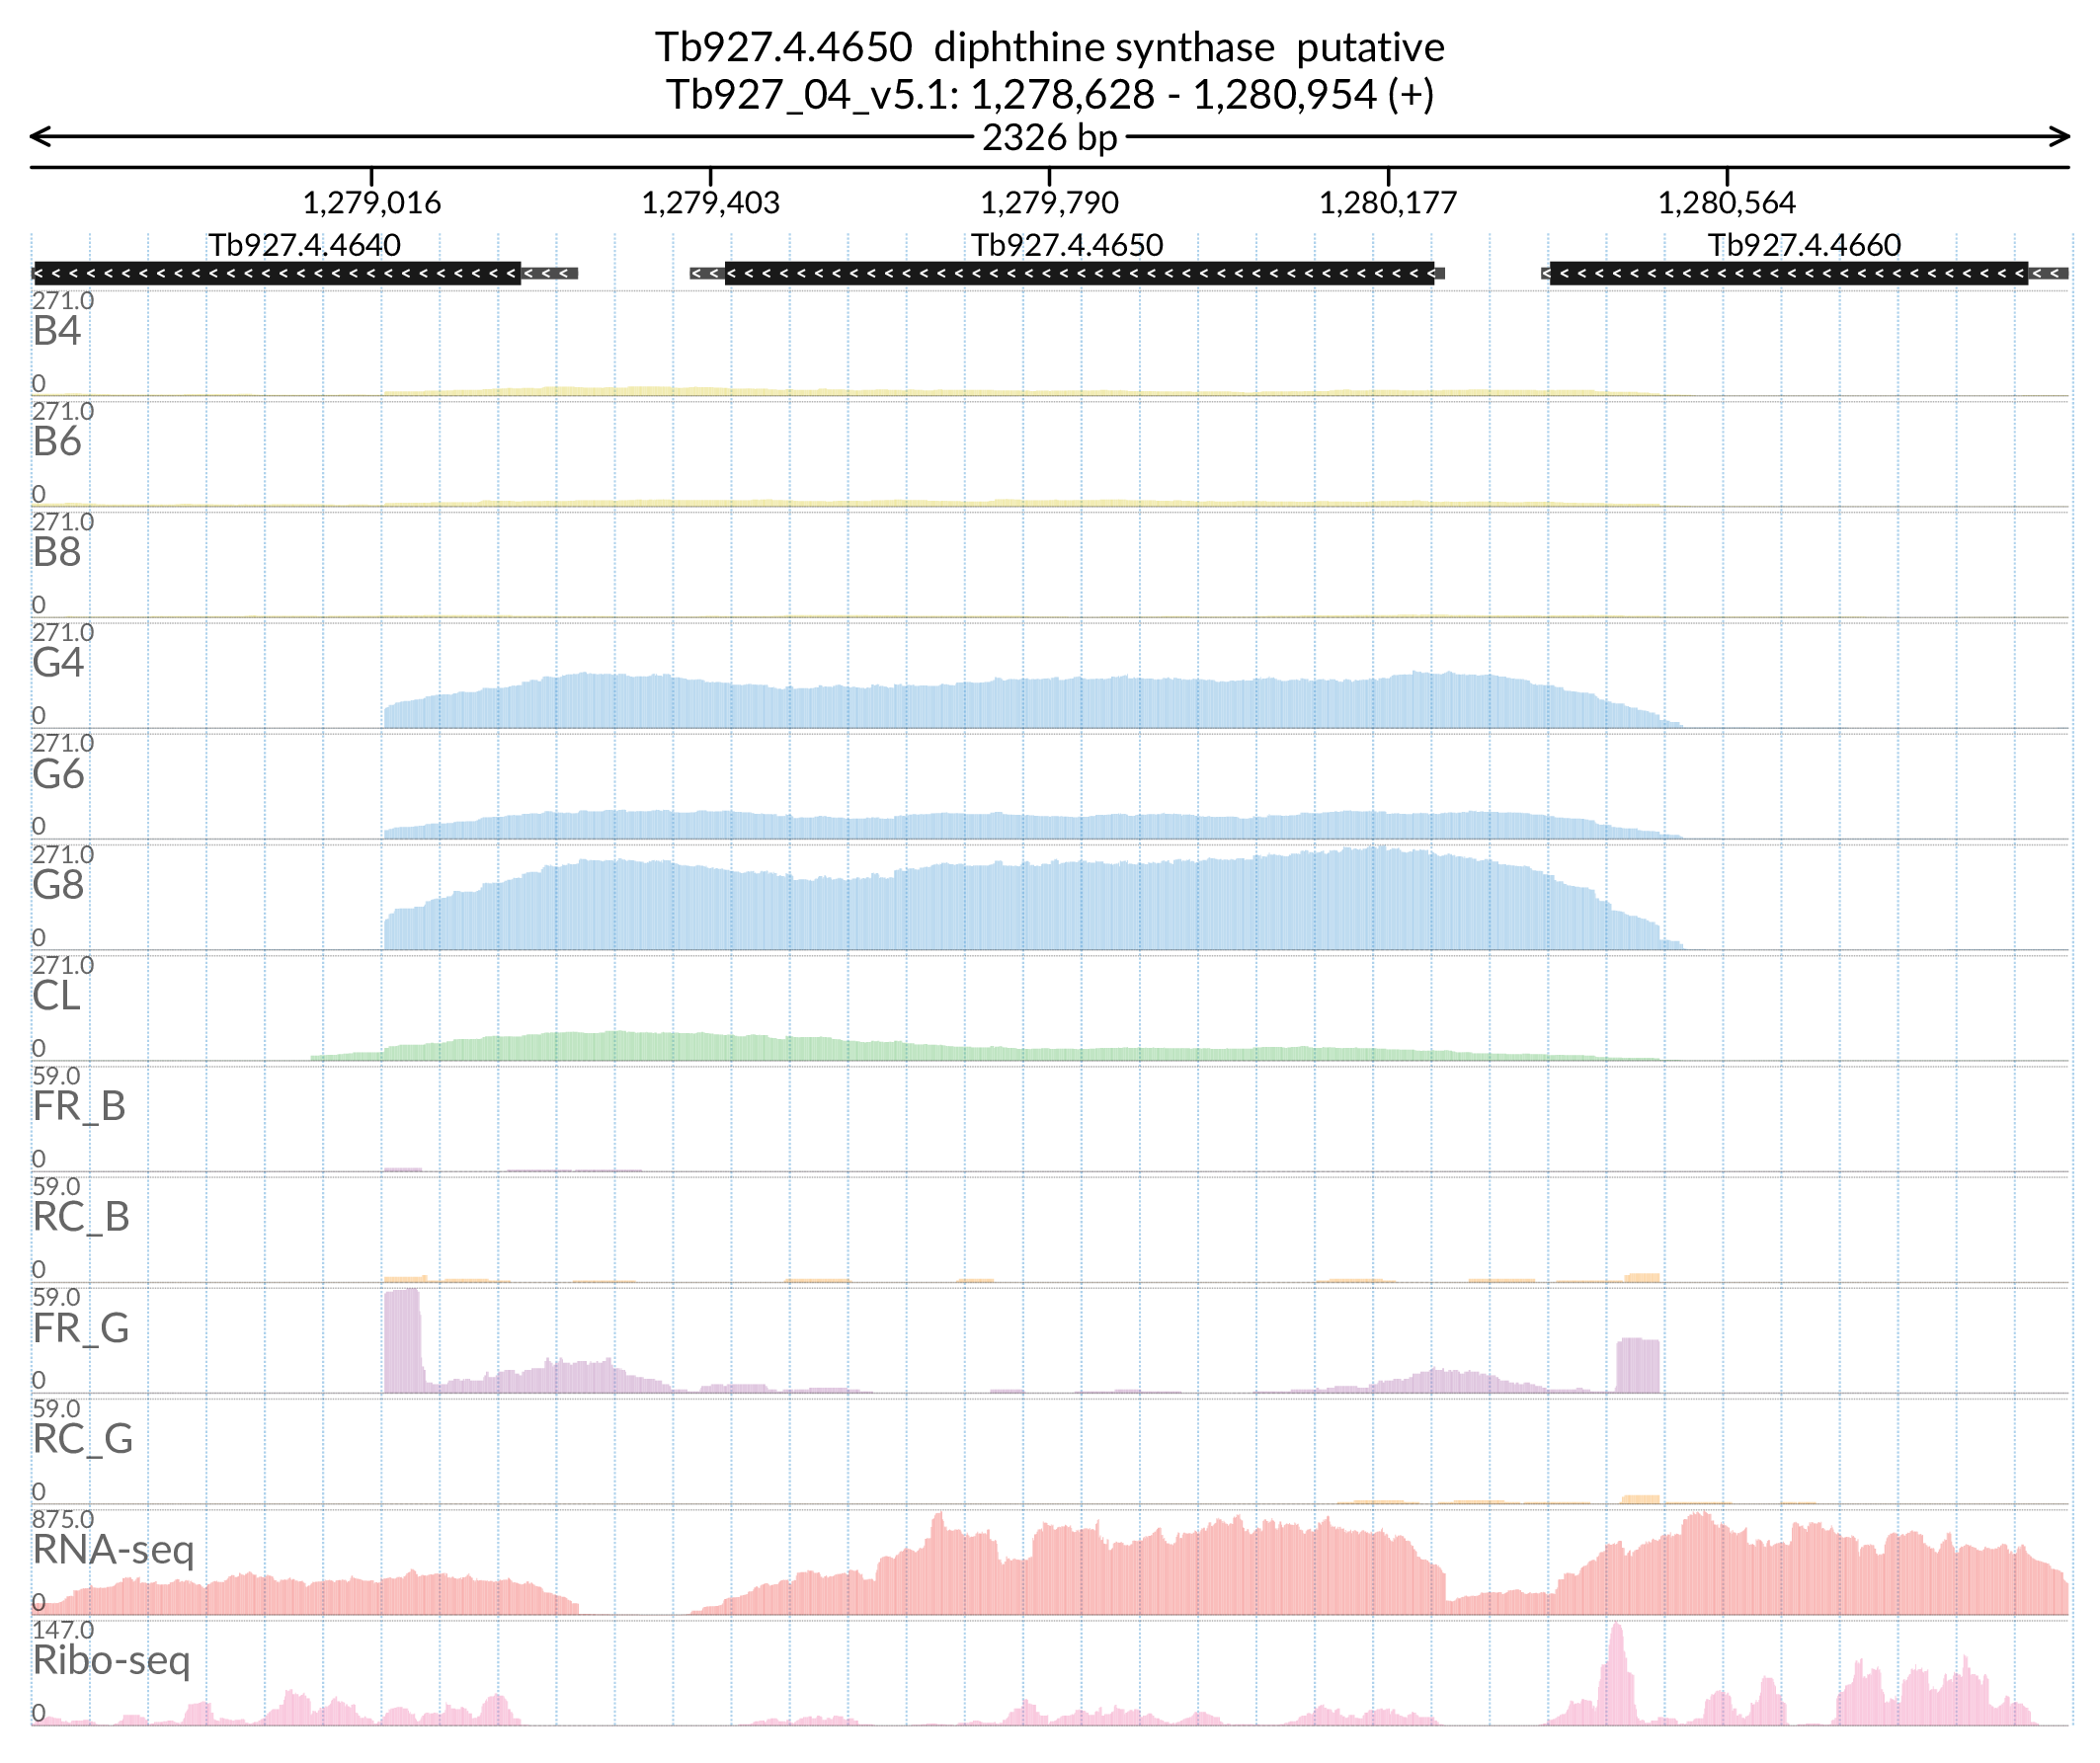 Tb927.4.4650 diphthine synthase putative
Tb927_04_v5.1: 1,278,628 - 1,280,954 (+)
2326 bp
1,279,016 1,279,403 1,279,790 1,280,177 1,280,564
Tb927.4.4640 Tb927.4.4650 Tb927.4.4660
271.0
B4
0
271.0
B6
0
271.0
B8
0
271.0
G4
0
271.0
G6
0
271.0
G8
0
271.0
CL
0
59.0
FR_B
0
59.0
RC_B
0
59.0
FR_G
0
59.0
RC_G
0
875.0
RNA-seq
0
147.0
Ribo-seq
0